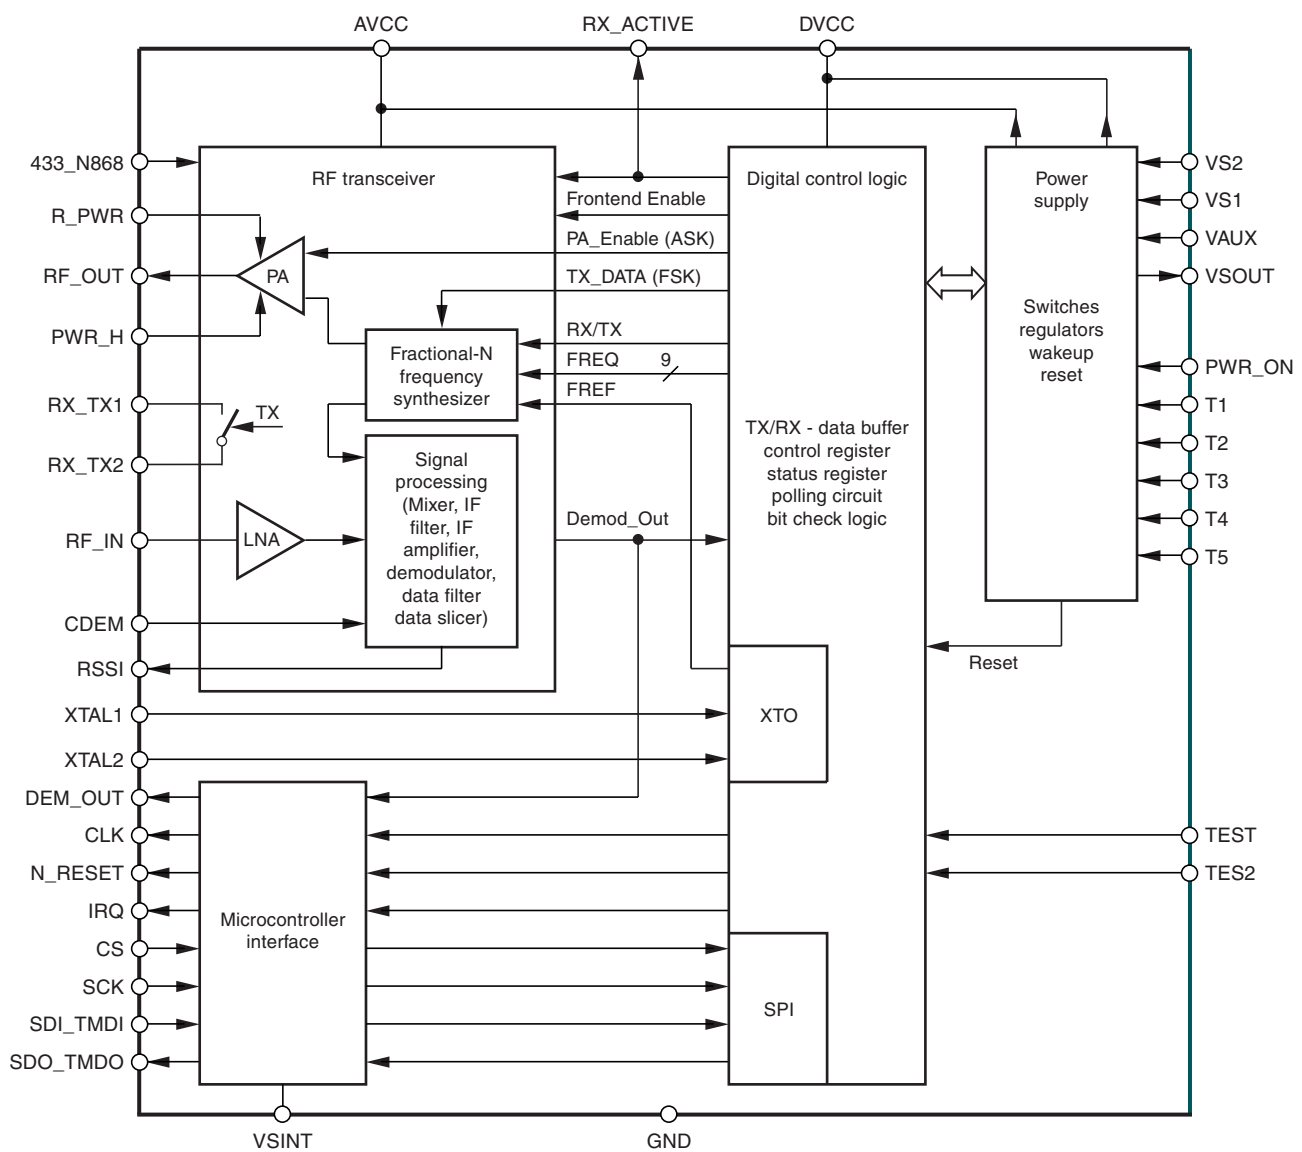 AVCC
RX_ACTIVE
DVCC
433_N868
R_PWR
RF_OUT
PWR_H
RX_TX1
RX_TX2
RF_IN
CDEM
RSSI
XTAL1
XTAL2
DEM_OUT
CLK
N_RESET
IRQ
CS
SCK
SDI_TMDI
SDO_TMDO
RF transceiver
PA
TX
LNA
Fractional-N
frequency
synthesizer
Signal
processing
(Mixer, IF
filter, IF
amplifier,
demodulator,
data filter
data slicer)
Frontend Enable
PA_Enable (ASK)
TX_DATA (FSK)
RX/TX
FREQ 9
FREF
Demod_Out
Digital control logic
TX/RX - data buffer
control register
status register
polling circuit
bit check logic
XTO
SPI
Microcontroller
interface
Power
supply
Switches
regulators
wakeup
reset
Reset
VS2
VS1
VAUX
VSOUT
PWR_ON
T1
T2
T3
T4
T5
TEST
TES2
VSINT
GND